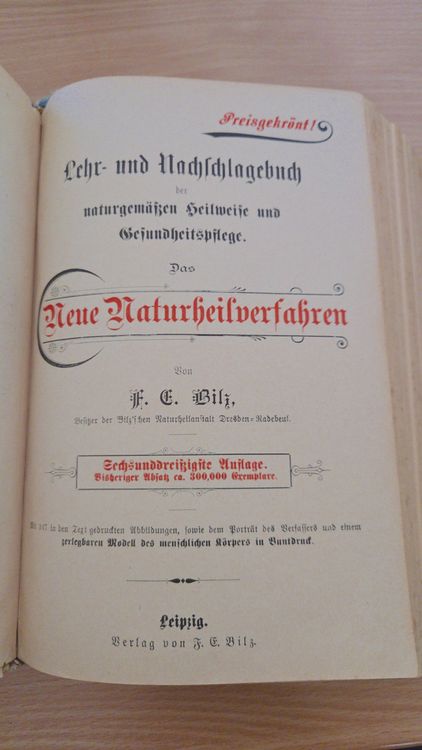 Preisgekrönt!
Lehr- und Nachschlagebuch
der
naturgemäßen Heilweise und
Gesundheitspflege.
Das
Neue Naturheilverfahren
Von
F. E. Bilz,
Besitzer der Bilz'schen Naturheilanstalt Dresden-Radebeul.
Sechsunddreißigste Auflage.
Bisheriger Absatz ca. 300,000 Exemplare.
in den Text gedruckten Abbildungen, sowie dem Porträt des Verfassers und einem
zerlegbaren Modell des menschlichen Körpers in Buntdruck.
Leipzig.
Verlag von F. E. Bilz.